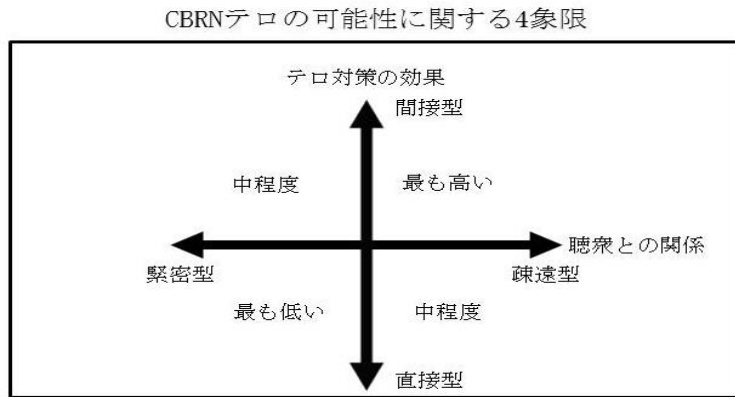 CBRNテロの可能性に関する4象限
テロ対策の効果
間接型
中程度
最も高い
聴衆との関係
緊密型
疎遠型
最も低い
中程度
直接型